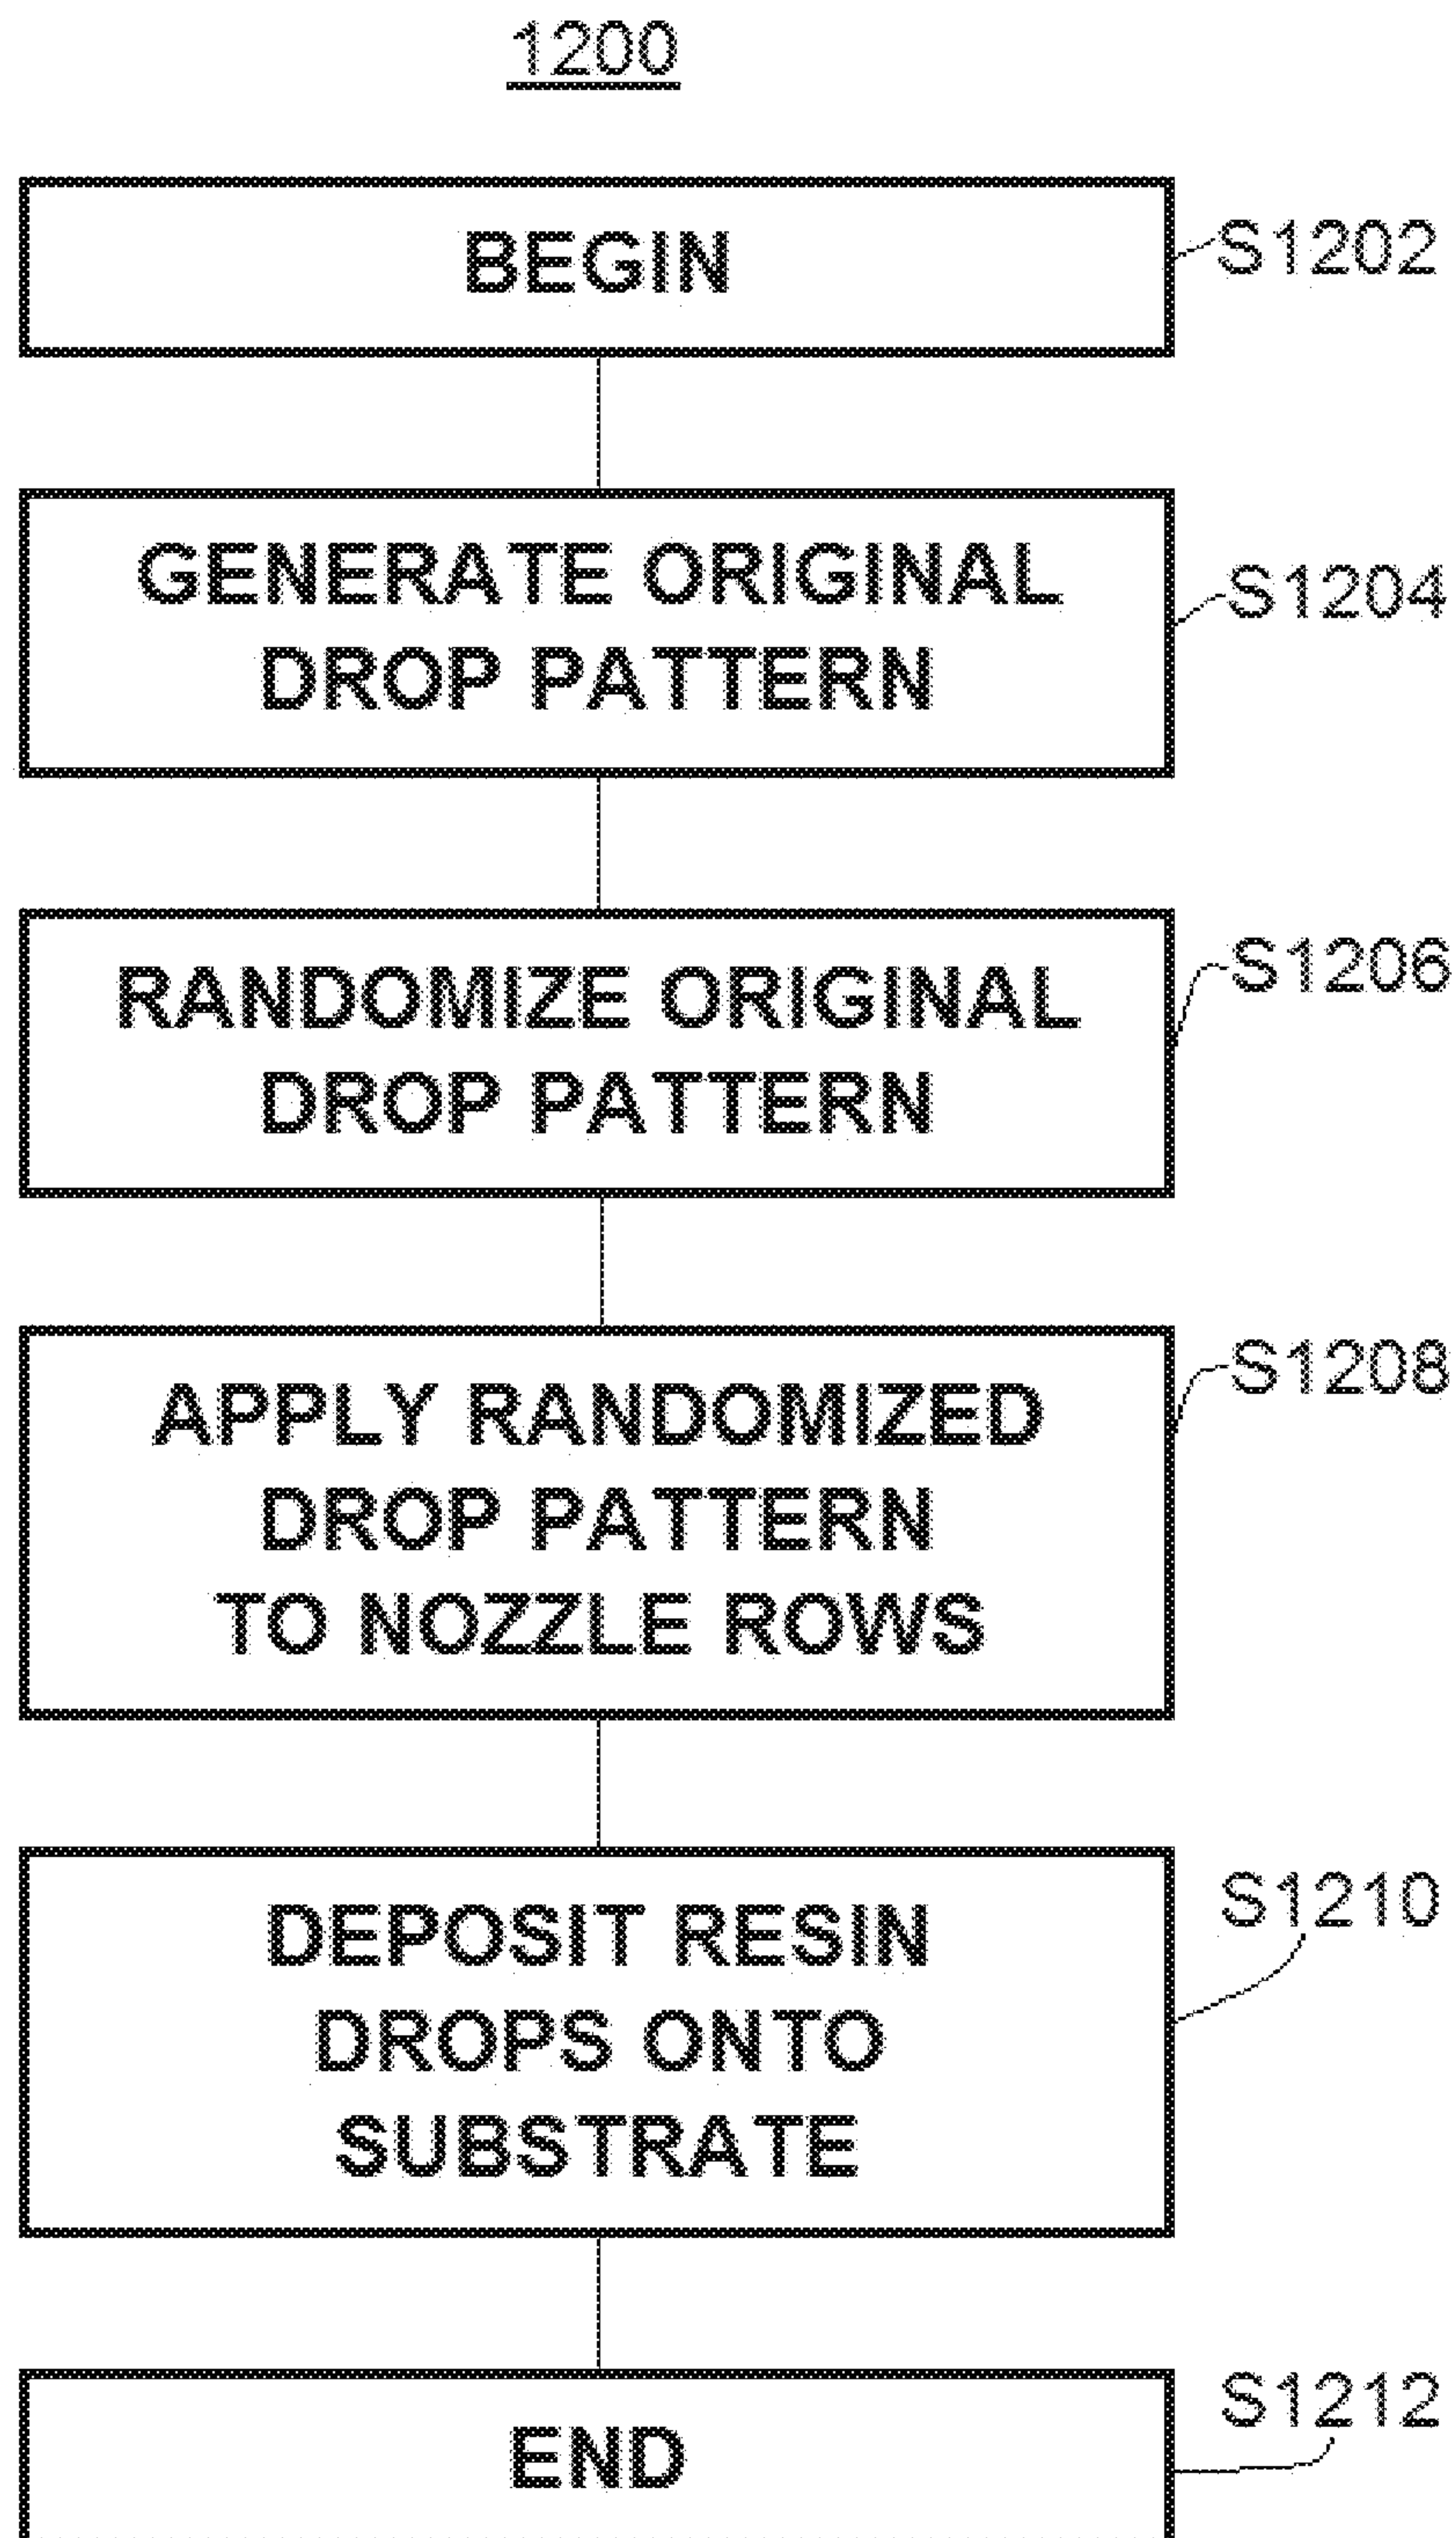 1200
BEGIN
S1202
GENERATE ORIGINAL
DROP PATTERN
S1204
RANDOMIZE ORIGINAL
DROP PATTERN
S1206
APPLY RANDOMIZED
DROP PATTERN
TO NOZZLE ROWS
S1208
DEPOSIT RESIN
DROPS ONTO
SUBSTRATE
S1210
END
S1212